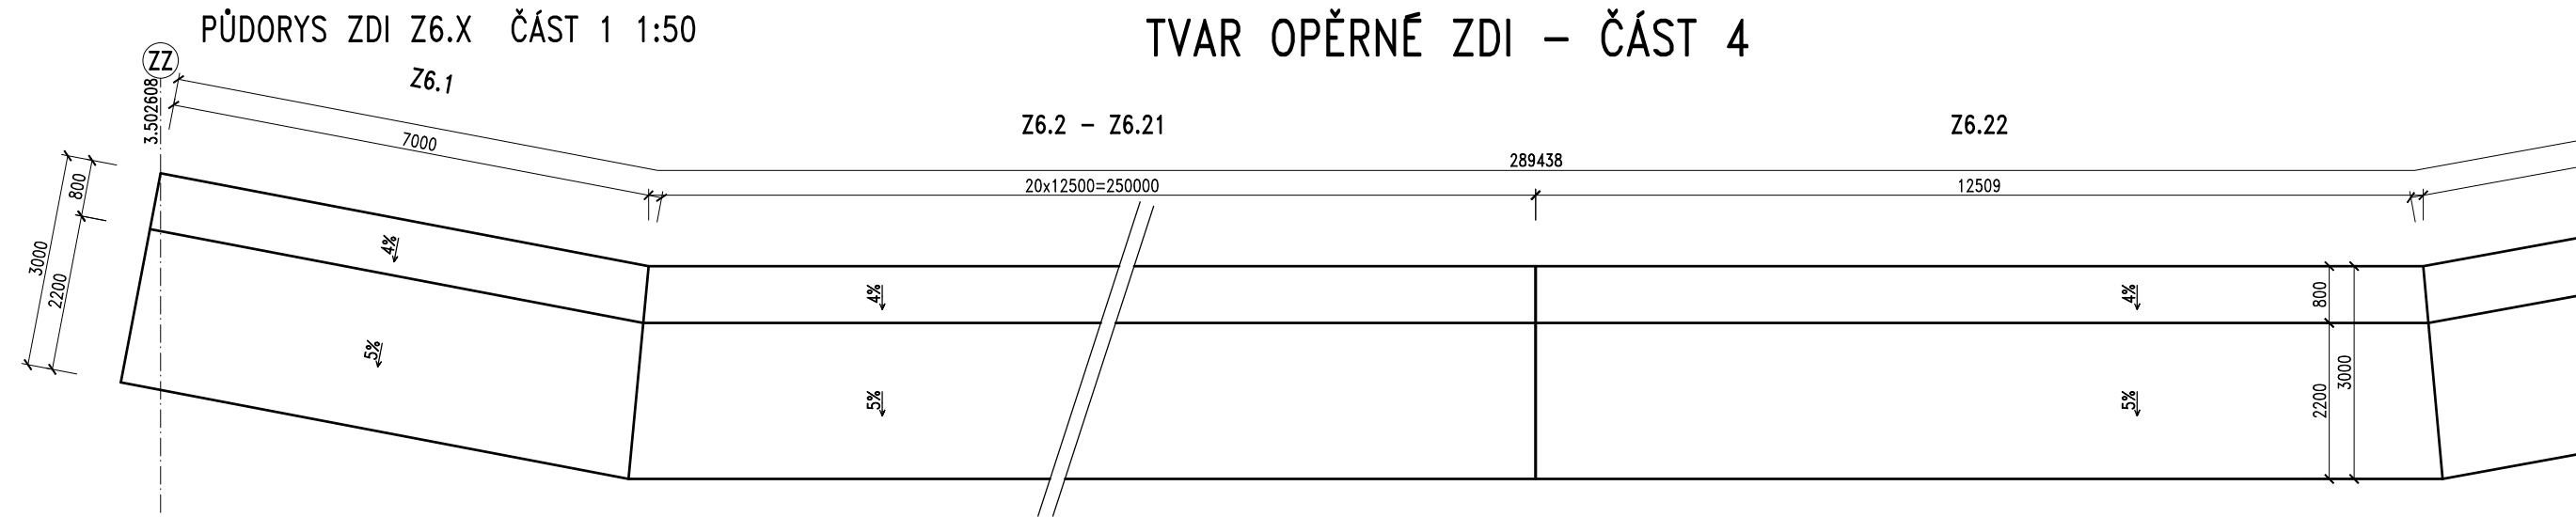 PŮDORYS ZDI Z6.X ČÁST 1 1:50
TVAR OPĚRNÉ ZDI – ČÁST 4
ZZ
3.502608
Z6.1
Z6.2 – Z6.21
Z6.22
7000
289438
20x12500=250000
12509
800
3000
2200
4%
5%
4%
5%
4%
5%
800
2200
3000